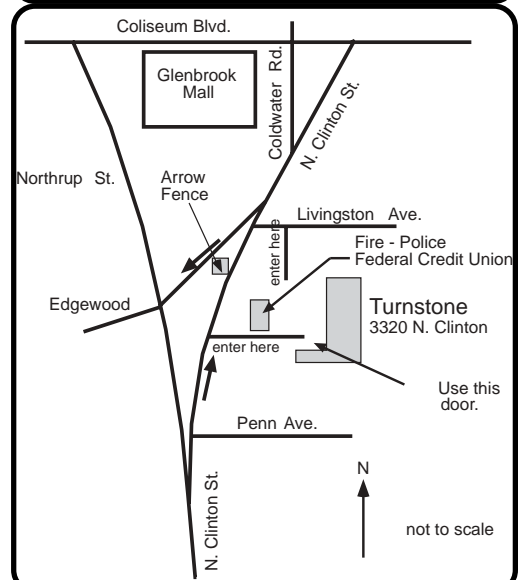 Coliseum Blvd.
Glenbrook
Mall
Coldwater Rd.
N. Clinton St.
Northrup St.
Arrow
Fence
Livingston Ave.
enter here
Fire - Police
Federal Credit Union
Edgewood
Turnstone
3320 N. Clinton
enter here
Use this
door.
Penn Ave.
N. Clinton St.
N
not to scale